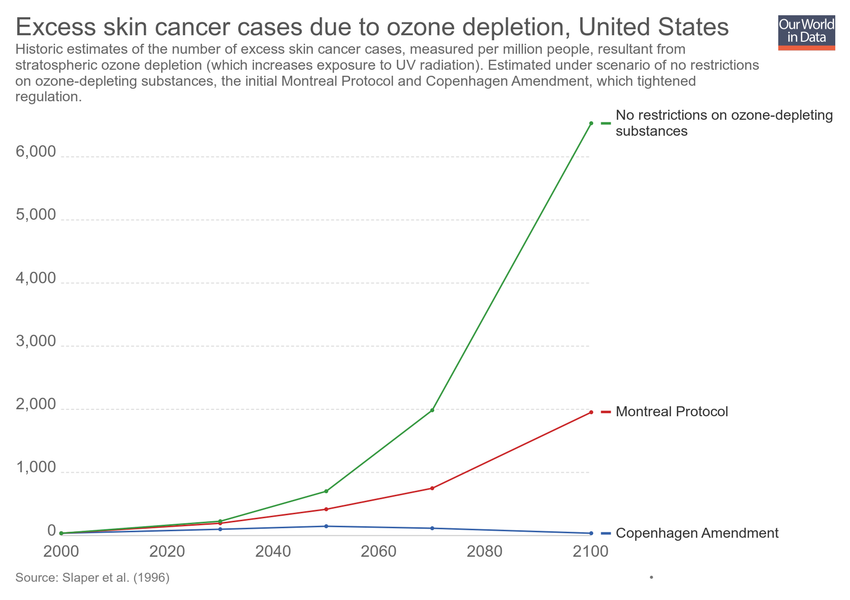 Excess skin cancer cases due to ozone depletion, United States
Our World
in Data
Historic estimates of the number of excess skin cancer cases, measured per million people, resultant from
stratospheric ozone depletion (which increases exposure to UV radiation). Estimated under scenario of no restrictions
on ozone-depleting substances, the initial Montreal Protocol and Copenhagen Amendment, which tightened
regulation.
No restrictions on ozone-depleting
substances
6,000
5,000
4,000
3,000
2,000
Montreal Protocol
1,000
0
Copenhagen Amendment
2000 2020 2040 2060 2080 2100
Source: Slaper et al. (1996)